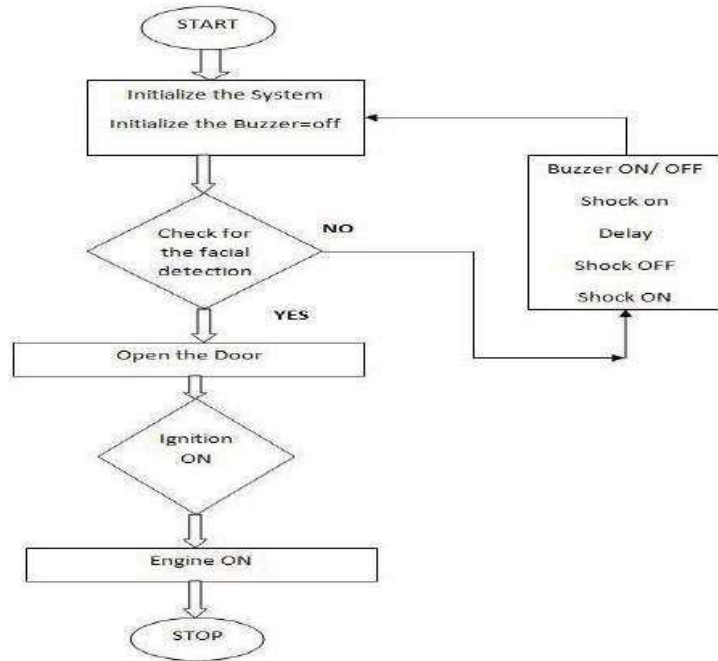 START
Initialize the System
Initialize the Buzzer=off
Check for
the facial
detection
NO
Buzzer ON/ OFF
Shock on
Delay
Shock OFF
Shock ON
YES
Open the Door
Ignition
ON
Engine ON
STOP